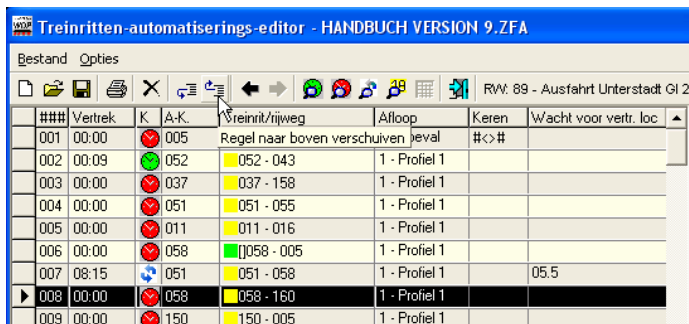 WDP Treinritten-automatiserings-editor - HANDBUCH VERSION 9.ZFA
Bestand Opties
RW: 89 - Ausfahrt Unterstadt Gl 2
### Vertrek K A-K. Treinrit/rijweg Afloop Keren Wacht voor vertr. loc
001 00:00 005 Regel naar boven verschuiven oeval #<>#
002 00:09 052 052 - 043 1 - Profiel 1
003 00:00 037 037 - 158 1 - Profiel 1
004 00:00 051 051 - 055 1 - Profiel 1
005 00:00 011 011 - 016 1 - Profiel 1
006 00:00 058 []058 - 005 1 - Profiel 1
007 08:15 051 051 - 058 1 - Profiel 1 05.5
008 00:00 058 058 - 160 1 - Profiel 1
009 00:00 150 150 - 005 1 - Profiel 1